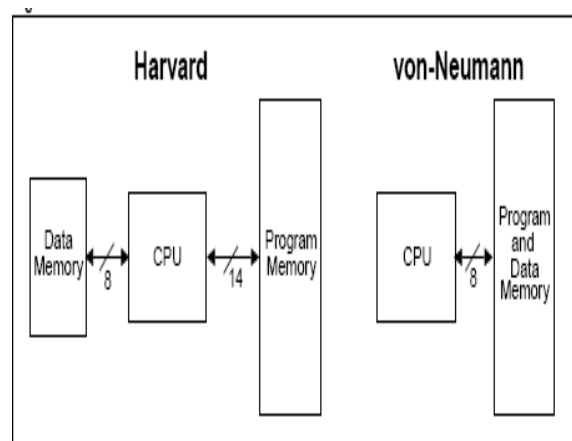 Harvard
von-Neumann
Data
Memory
8
CPU
14
Program
Memory
CPU
8
Program
and
Data
Memory